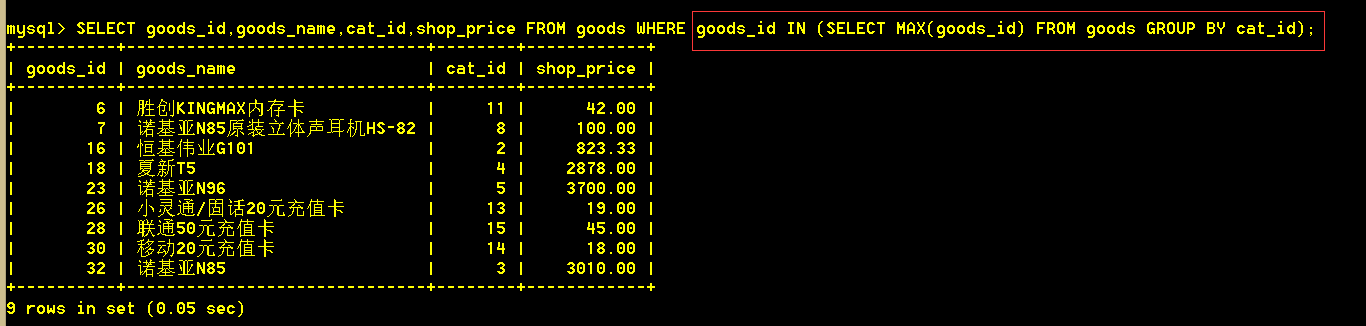 mysql> SELECT goods_id,goods_name,cat_id,shop_price FROM goods WHERE goods_id IN (SELECT MAX(goods_id) FROM goods GROUP BY cat_id);
+----------+------------------------------+--------+------------+
| goods_id | goods_name                   | cat_id | shop_price |
+----------+------------------------------+--------+------------+
|        6 | 胜创KINGMAX内存卡            |     11 |      42.00 |
|        7 | 诺基亚N85原装立体声耳机HS-82 |      8 |     100.00 |
|       16 | 恒基伟业G101                 |      2 |     823.33 |
|       18 | 夏新T5                       |      4 |    2878.00 |
|       23 | 诺基亚N96                    |      5 |    3700.00 |
|       26 | 小灵通/固话20元充值卡        |     13 |      19.00 |
|       28 | 联通50元充值卡               |     15 |      45.00 |
|       30 | 移动20元充值卡               |     14 |      18.00 |
|       32 | 诺基亚N85                    |      3 |    3010.00 |
+----------+------------------------------+--------+------------+
9 rows in set (0.05 sec)